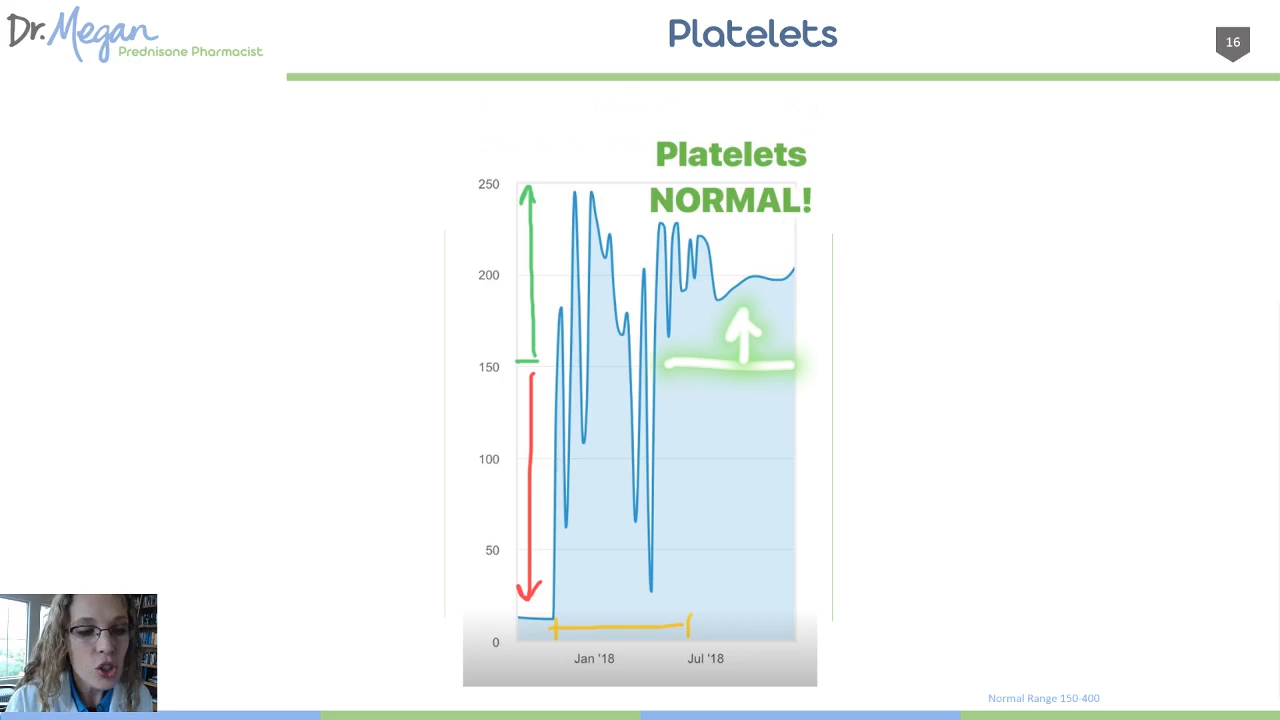 Dr. Megan
Prednisone Pharmacist
Platelets
16
Platelets
NORMAL!
250
200
150
100
50
0
Jan '18
Jul '18
Normal Range 150-400